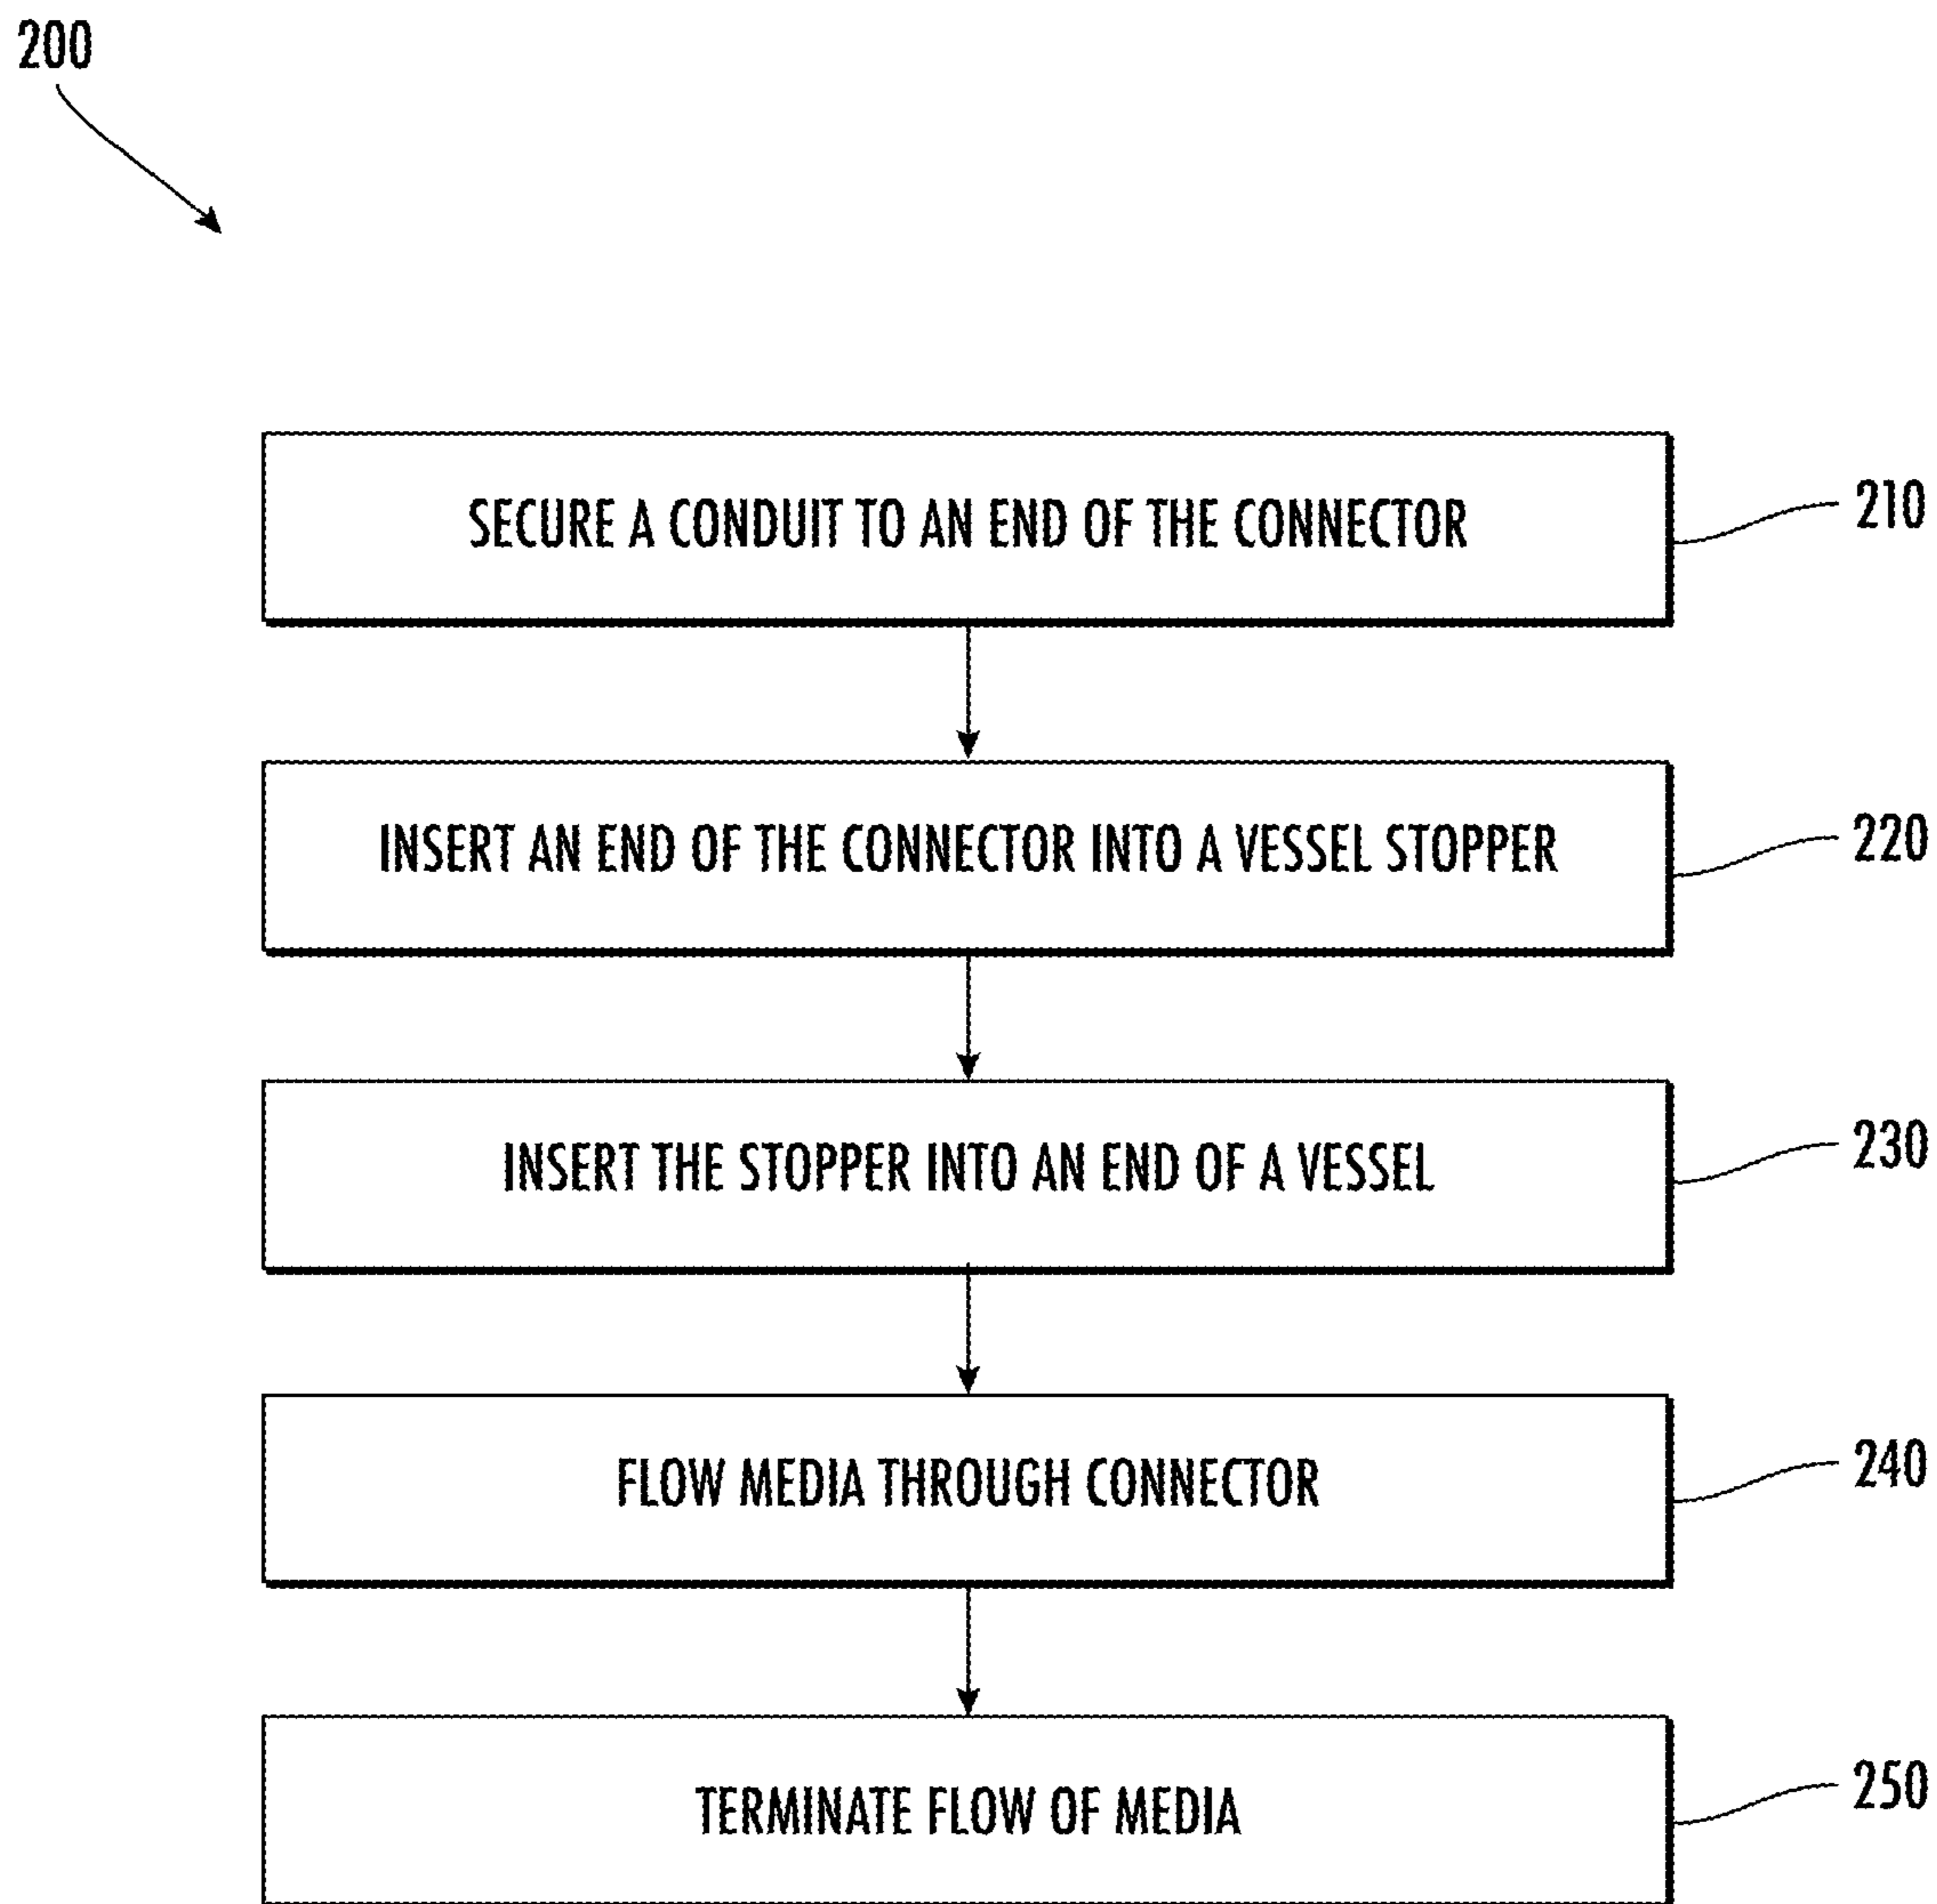 200
SECURE A CONDUIT TO AN END OF THE CONNECTOR
210
INSERT AN END OF THE CONNECTOR INTO A VESSEL STOPPER
220
INSERT THE STOPPER INTO AN END OF A VESSEL
230
FLOW MEDIA THROUGH CONNECTOR
240
TERMINATE FLOW OF MEDIA
250